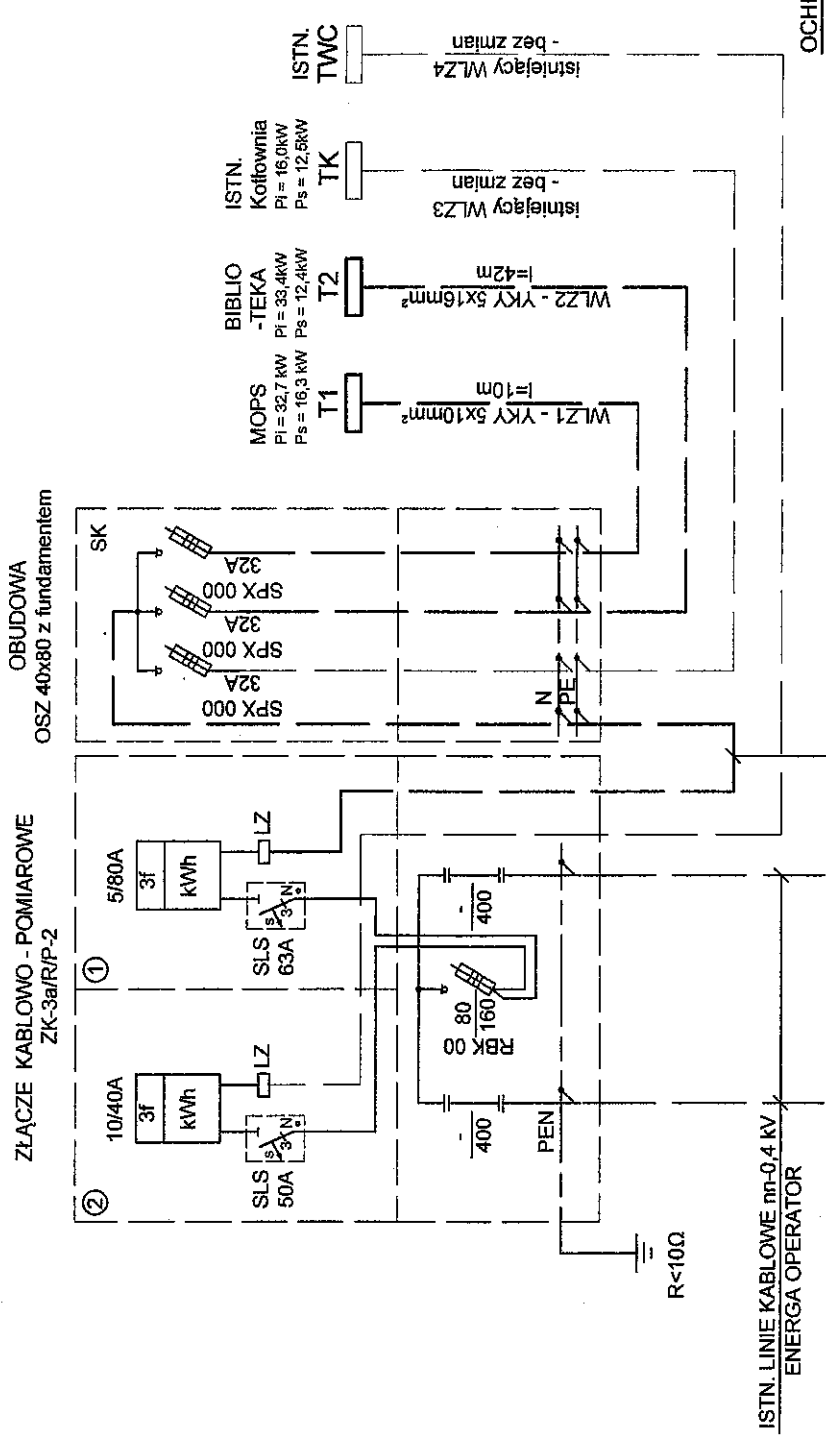 ZŁĄCZE KABLOWO - POMIAROWE
ZK-3a/R/P-2
②
10/40A
3f
kWh
LZ
SLS
50A
S
3
N
①
5/80A
3f
kWh
LZ
SLS
63A
S
3
N
-
400
80
160
RBK 00
-
400
PEN
R<10Ω
ISTN. LINIE KABLOWE nn-0,4 kV
ENERGA OPERATOR
OBUDOWA
OSZ 40x80 z fundamentem
SK
SPX 000
32A
SPX 000
32A
SPX 000
32A
N
PE
MOPS
Pi = 32,7 kW
Ps = 16,3 kW
T1
WLZ1 - YKY 5x10mm²
l=10m
BIBLIO
-TEKA
Pi = 33,4kW
Ps = 12,4kW
T2
WLZ2 - YKY 5x16mm²
l=42m
ISTN.
Kotłownia
Pi = 16,0kW
Ps = 12,5kW
TK
istniejący WLZ3
- bez zmian
ISTN.
TWC
istniejący WLZ4
- bez zmian